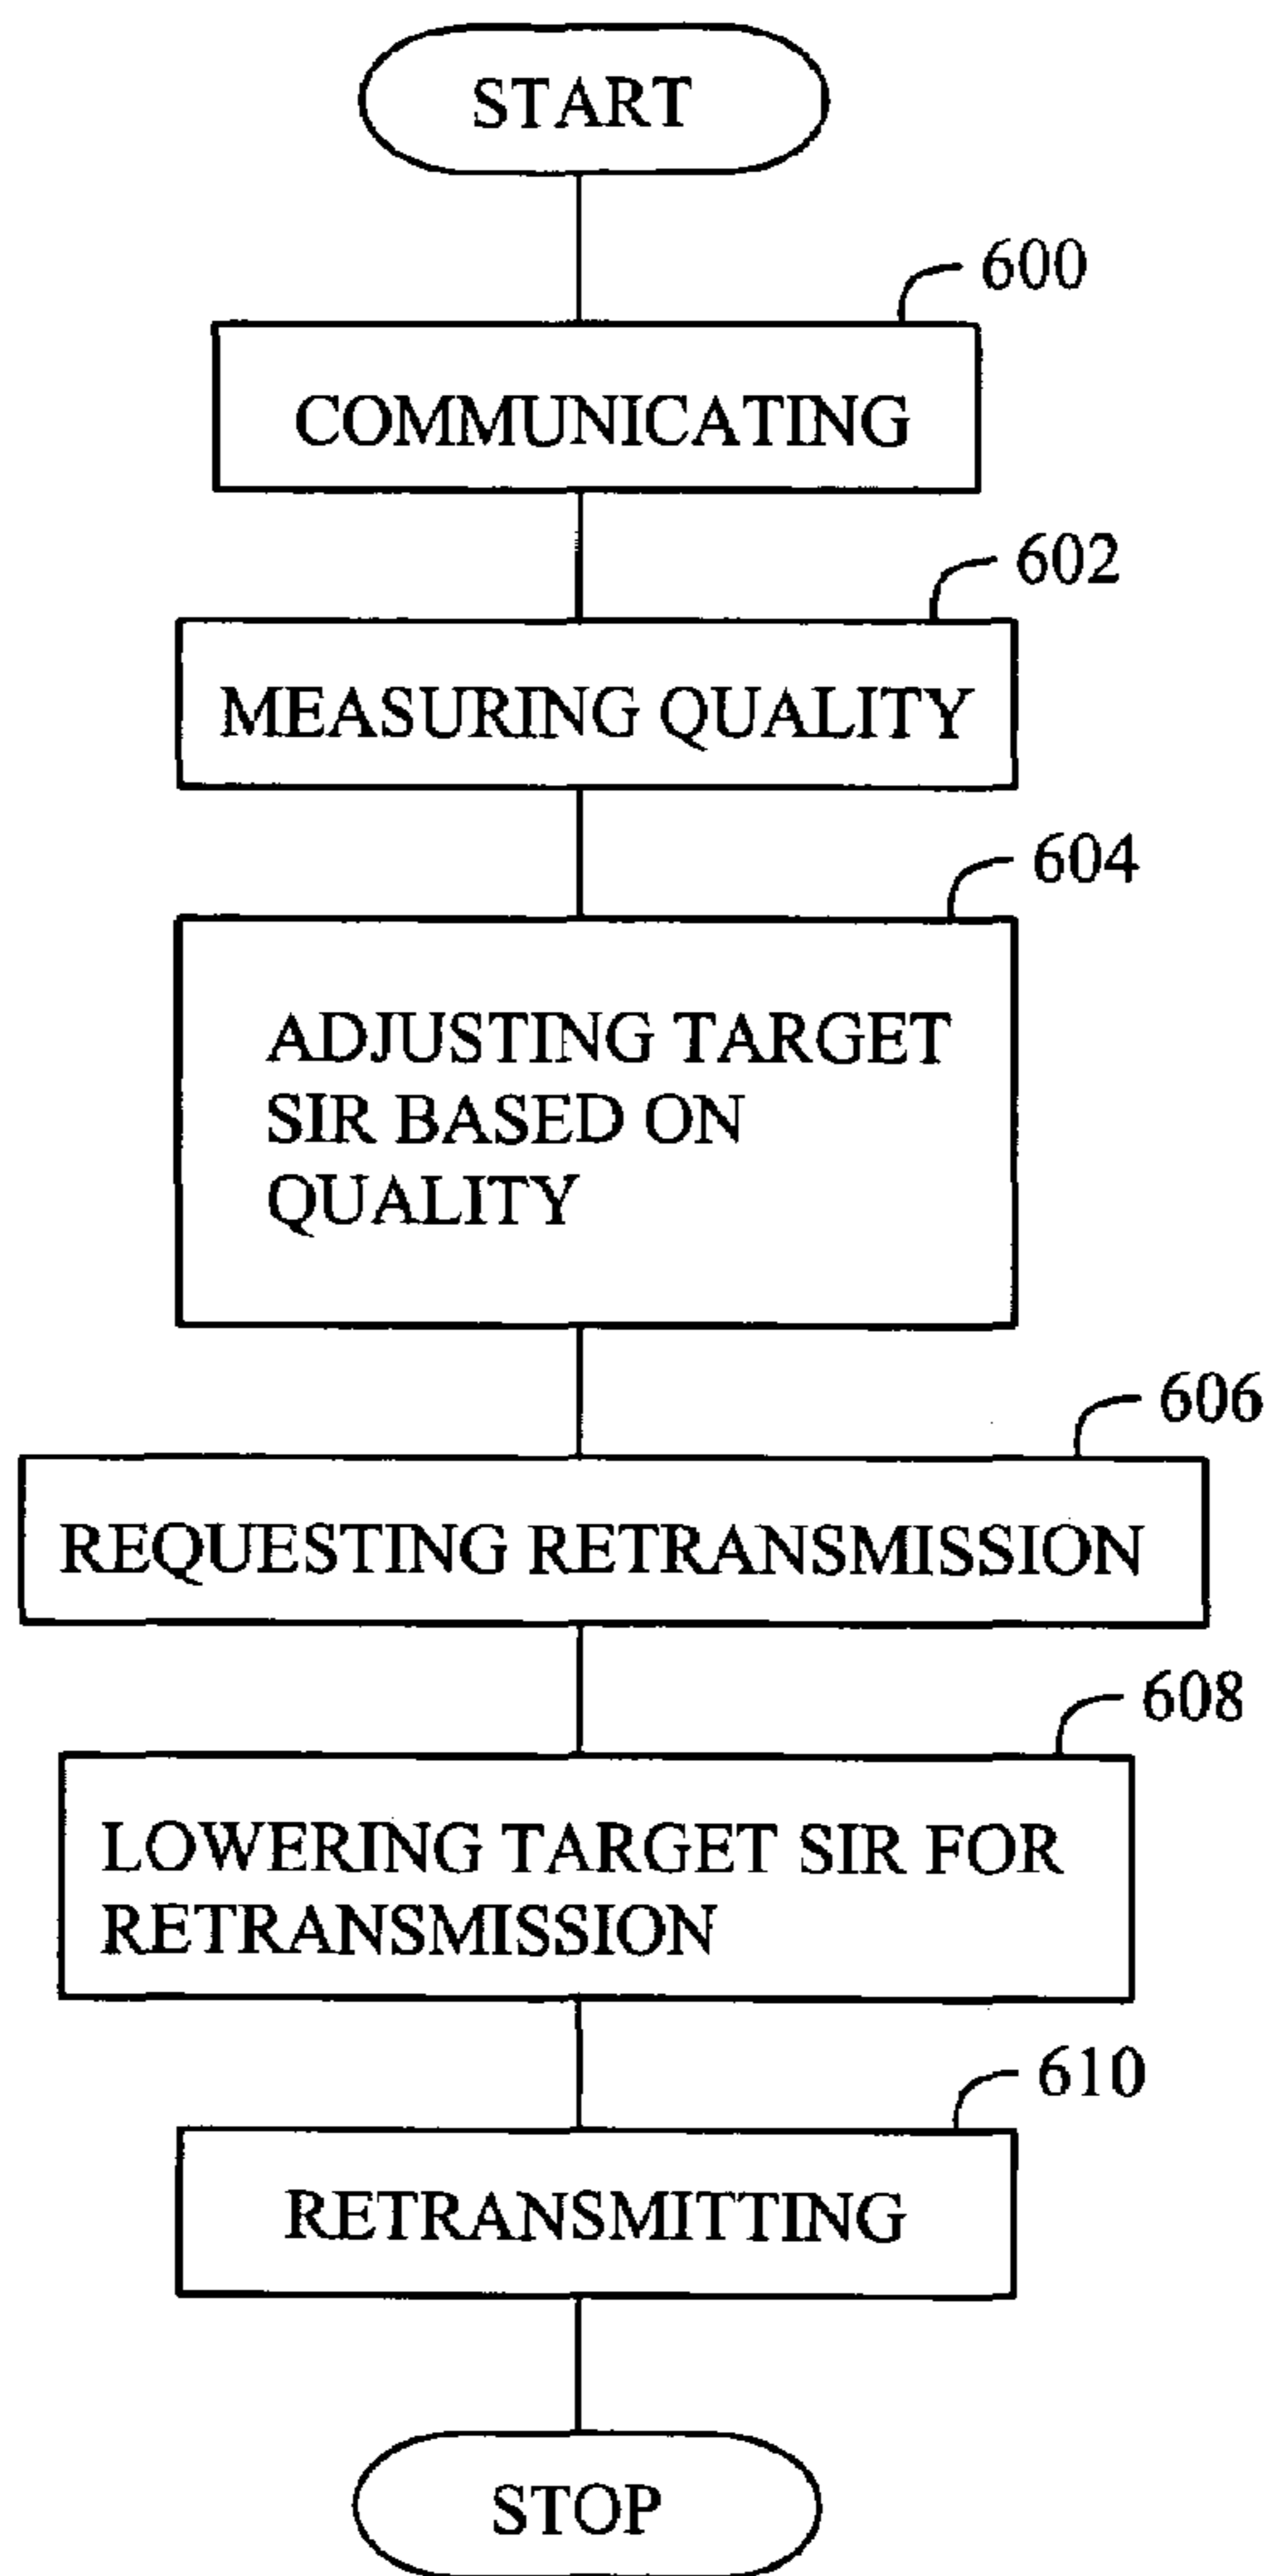 START
600
COMMUNICATING
602
MEASURING QUALITY
604
ADJUSTING TARGET
SIR BASED ON
QUALITY
606
REQUESTING RETRANSMISSION
608
LOWERING TARGET SIR FOR
RETRANSMISSION
610
RETRANSMITTING
STOP